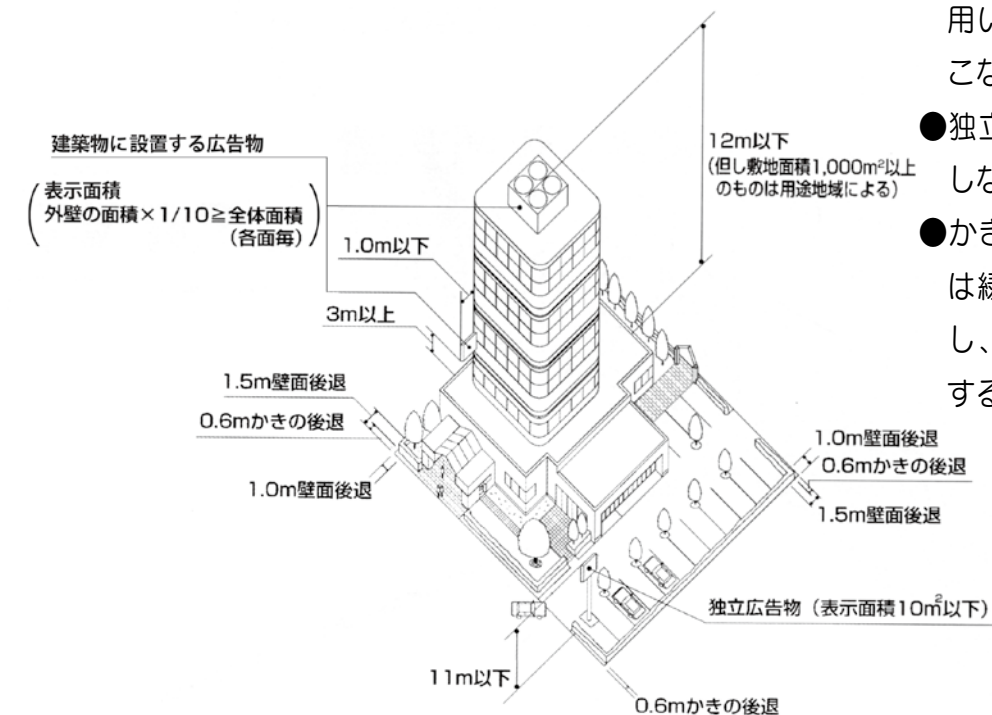 建築物に設置する広告物
表示面積
外壁の面積×1/10≧全体面積
(各面毎)
1.0m以下
3m以上
1.5m壁面後退
0.6mかきの後退
1.0m壁面後退
12m以下
(但し敷地面積1,000m²以上
のものは用途地域による)
用い
こな
●独立
しな
●かき
は緑
し、
する
1.0m壁面後退
0.6mかきの後退
1.5m壁面後退
独立広告物(表示面積10m²以下)
11m以下
0.6mかきの後退